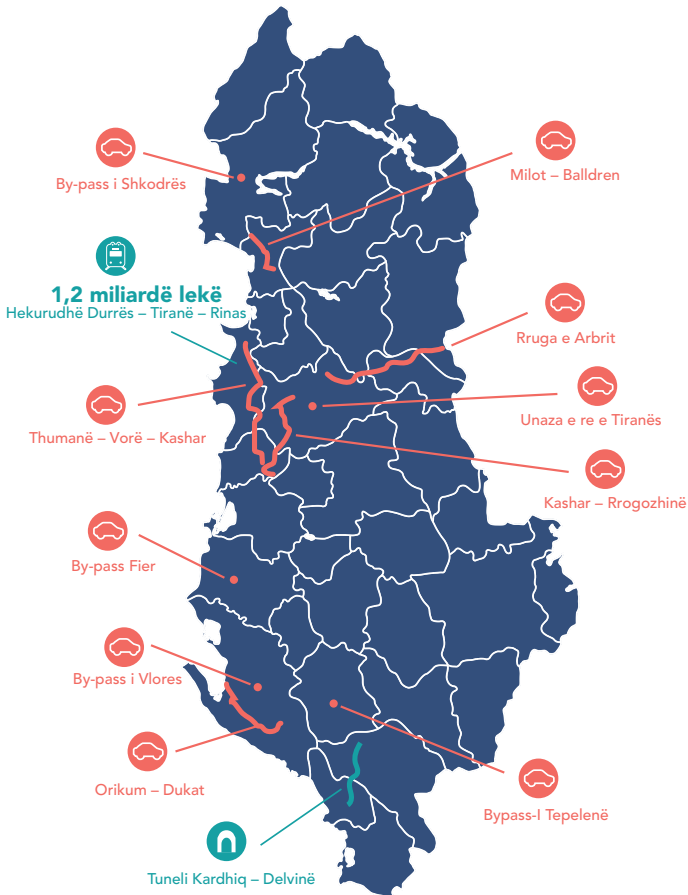 By-pass i Shkodrës
Milot – Balldren
1,2 miliardë lekë
Hekurudhë Durrës – Tiranë – Rinas
Rruga e Arbrit
Unaza e re e Tiranës
Thumanë – Vorë – Kashar
Kashar – Rrogozhinë
By-pass Fier
By-pass i Vlores
Orikum – Dukat
Bypass-I Tepelenë
Tuneli Kardhiq – Delvinë